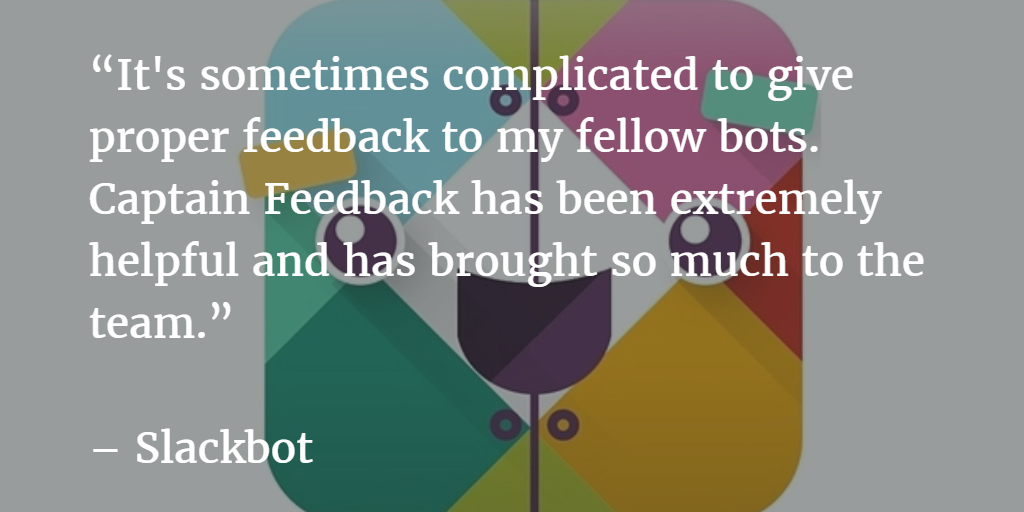 “It's sometimes complicated to give
proper feedback to my fellow bots.
Captain Feedback has been extremely
helpful and has brought so much to the
team.”
– Slackbot